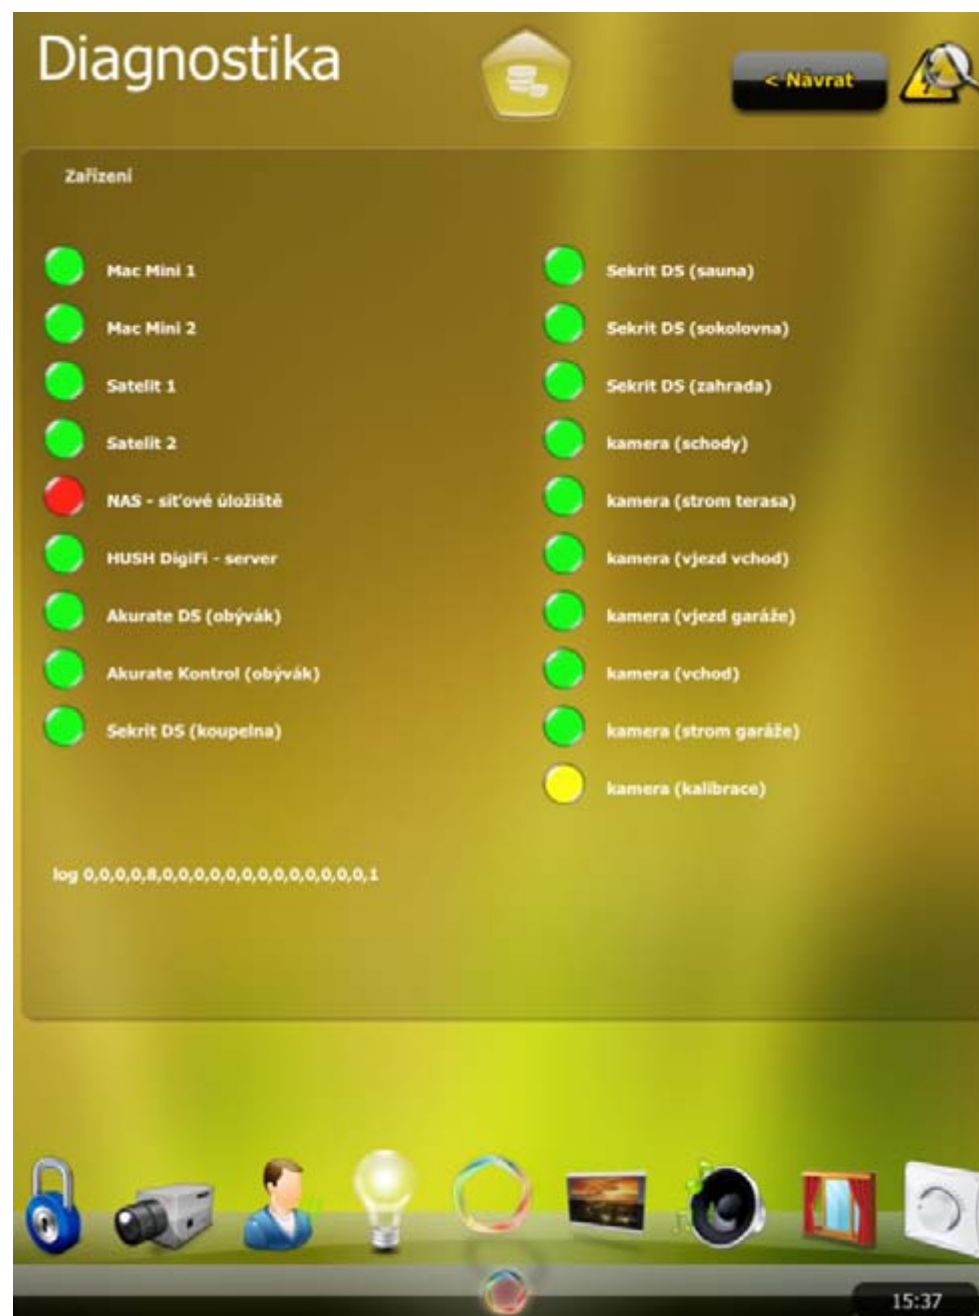 Diagnostika
< Návrat
Zařízení
Mac Mini 1
Mac Mini 2
Satelit 1
Satelit 2
NAS - síťové úložiště
HUSH DigiFi - server
Akurate DS (obývák)
Akurate Kontrol (obývák)
Sekrit DS (koupelna)
Sekrit DS (sauna)
Sekrit DS (sokolovna)
Sekrit DS (zahrada)
kamera (schody)
kamera (strom terasa)
kamera (vjezd vchod)
kamera (vjezd garáže)
kamera (vchod)
kamera (strom garáže)
kamera (kalibrace)
log 0,0,0,0,8,0,0,0,0,0,0,0,0,0,0,0,0,0,1
15:37